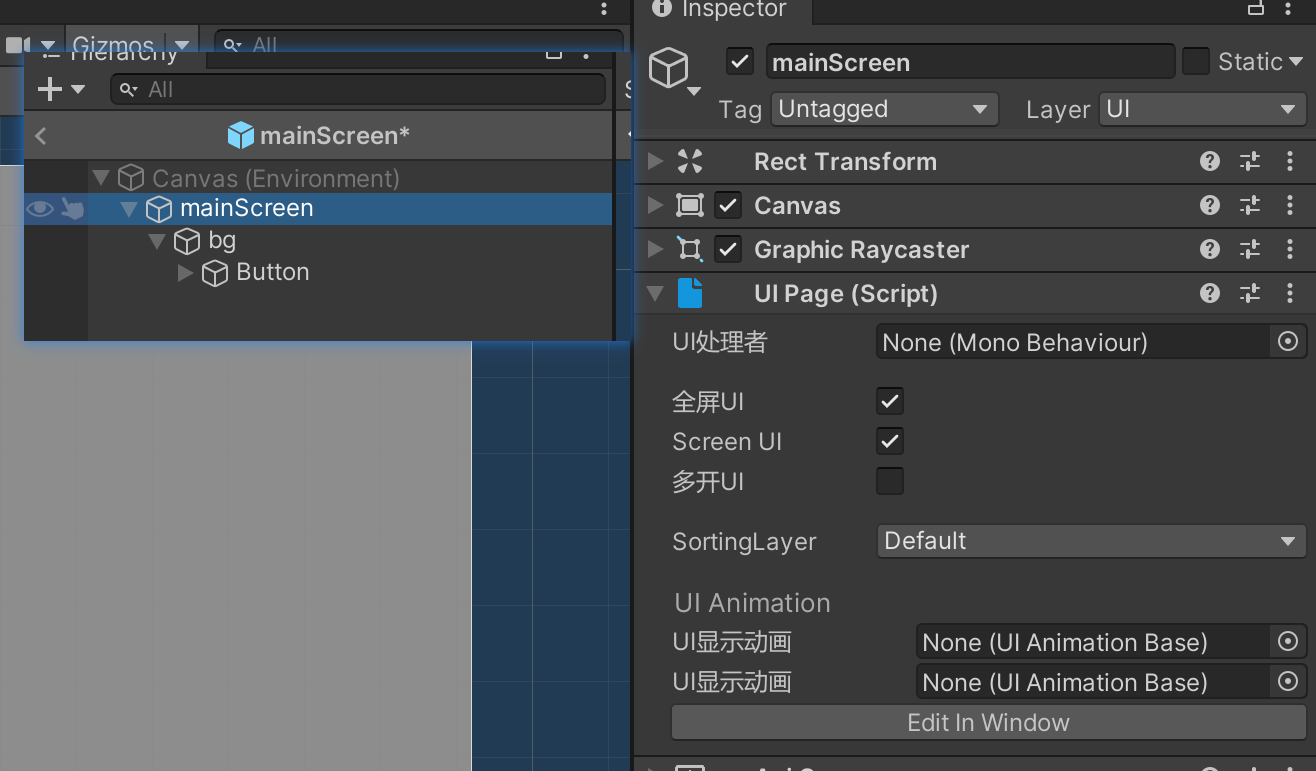 Gizmos
All
Hierarchy
All
mainScreen*
Canvas (Environment)
mainScreen
bg
Button
Inspector
mainScreen
Static
Tag
Untagged
Layer
UI
Rect Transform
Canvas
Graphic Raycaster
UI Page (Script)
UI处理者
None (Mono Behaviour)
全屏UI
Screen UI
多开UI
SortingLayer
Default
UI Animation
UI显示动画
None (UI Animation Base)
UI显示动画
None (UI Animation Base)
Edit In Window